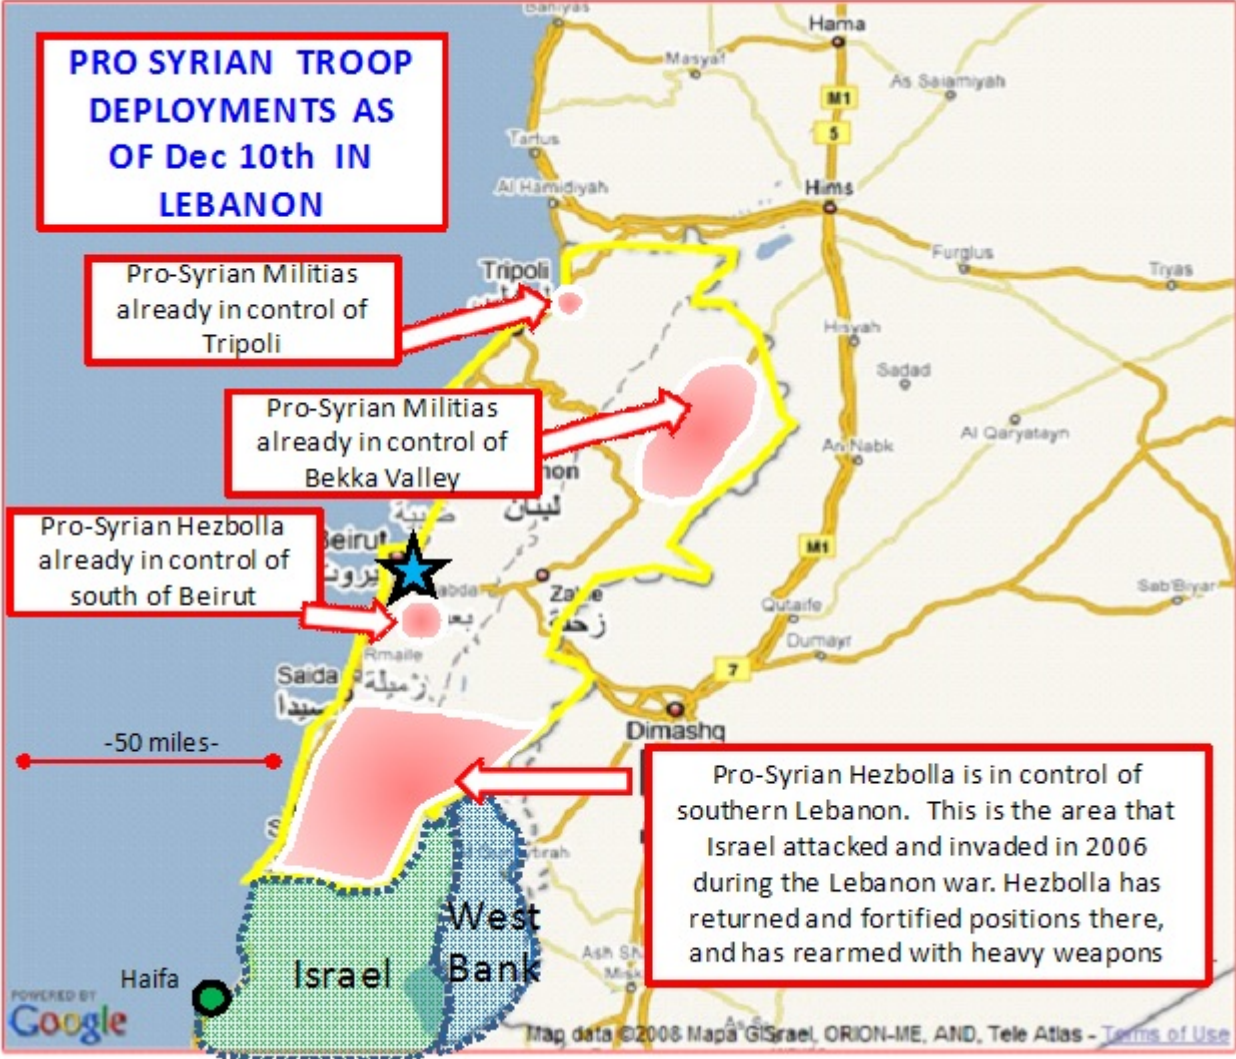 PRO SYRIAN TROOP
DEPLOYMENTS AS
OF Dec 10th IN
LEBANON
Pro-Syrian Militias
already in control of
Tripoli
Pro-Syrian Militias
already in control of
Bekka Valley
Pro-Syrian Hezbolla
already in control of
south of Beirut
-50 miles-
Pro-Syrian Hezbolla is in control of
southern Lebanon. This is the area that
Israel attacked and invaded in 2006
during the Lebanon war. Hezbolla has
returned and fortified positions there,
and has rearmed with heavy weapons
Baniyas
Hama
Masyaf
As Salamiyah
M1
5
Tartus
Al Hamidiyah
Hims
Furglus
Tiyas
Tripoli
Hisyah
Sadad
Al Qaryatayn
An Nabk
لبنان
Beirut
M1
Zahle
زحلة
Sab'Biyar
Qutaife
Dumayr
Rmaile
رميلة
7
Saida
صيدا
Dimashq
West
Bank
Israel
Haifa
POWERED BY
Google
Map data ©2008 Mapa GISrael, ORION-ME, AND, Tele Atlas - Terms of Use